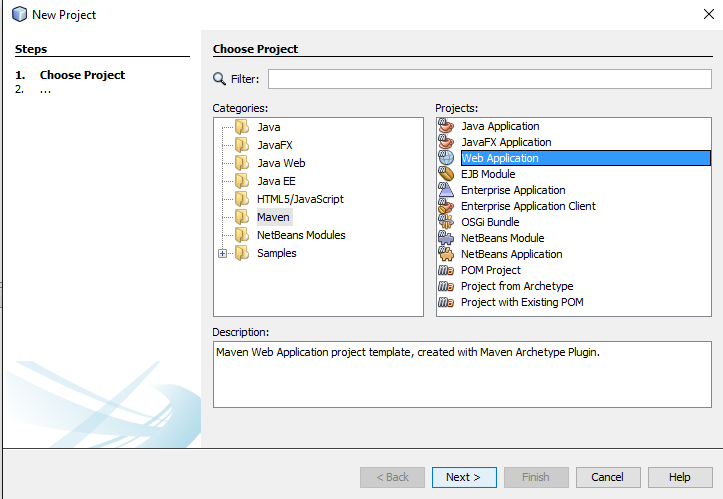 New Project
Steps
1. Choose Project
2. ...
Choose Project
Filter:
Categories:
Java
JavaFX
Java Web
Java EE
HTML5/JavaScript
Maven
NetBeans Modules
Samples
Projects:
Java Application
JavaFX Application
Web Application
EJB Module
Enterprise Application
Enterprise Application Client
OSGi Bundle
NetBeans Module
NetBeans Application
POM Project
Project from Archetype
Project with Existing POM
Description:
Maven Web Application project template, created with Maven Archetype Plugin.
< Back
Next >
Finish
Cancel
Help